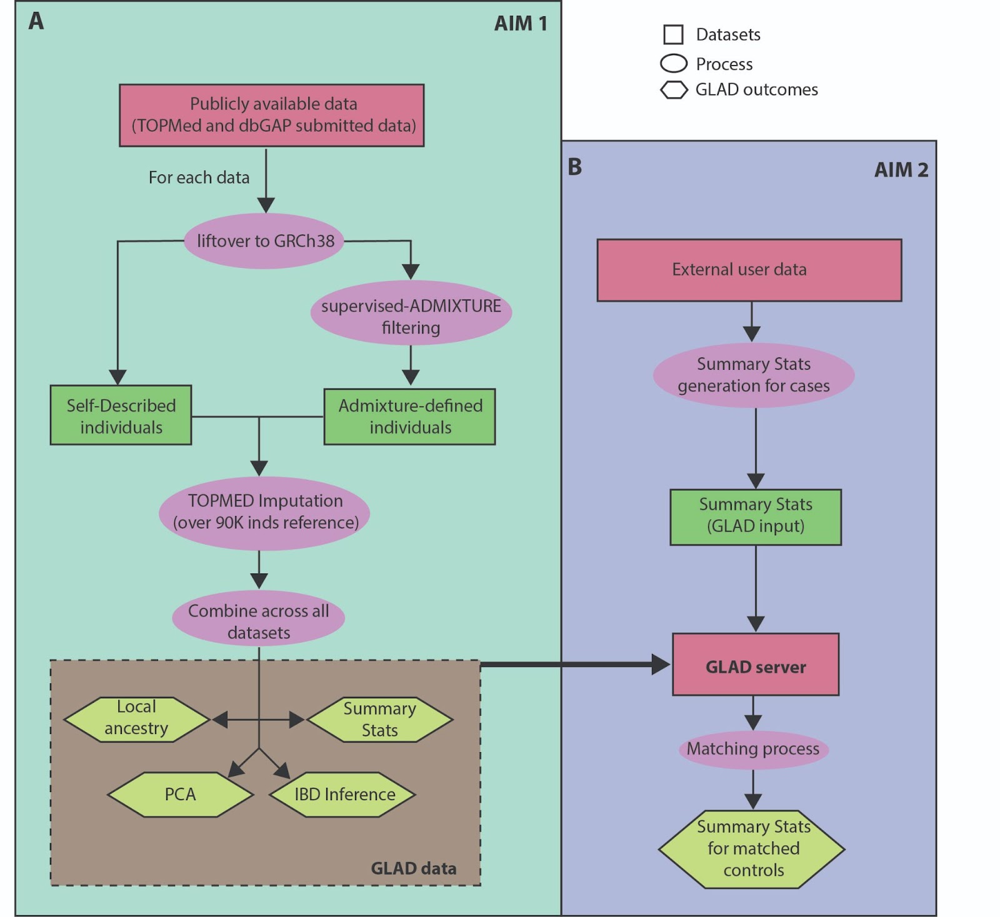 A
AIM 1
Publicly available data
(TOPMed and dbGAP submitted data)
For each data
liftover to GRCh38
supervised-ADMIXTURE
filtering
Self-Described
individuals
Admixture-defined
individuals
TOPMED Imputation
(over 90K inds reference)
Combine across all
datasets
Local
ancestry
Summary
Stats
PCA
IBD Inference
GLAD data
Datasets
Process
GLAD outcomes
B
AIM 2
External user data
Summary Stats
generation for cases
Summary Stats
(GLAD input)
GLAD server
Matching process
Summary Stats
for matched
controls